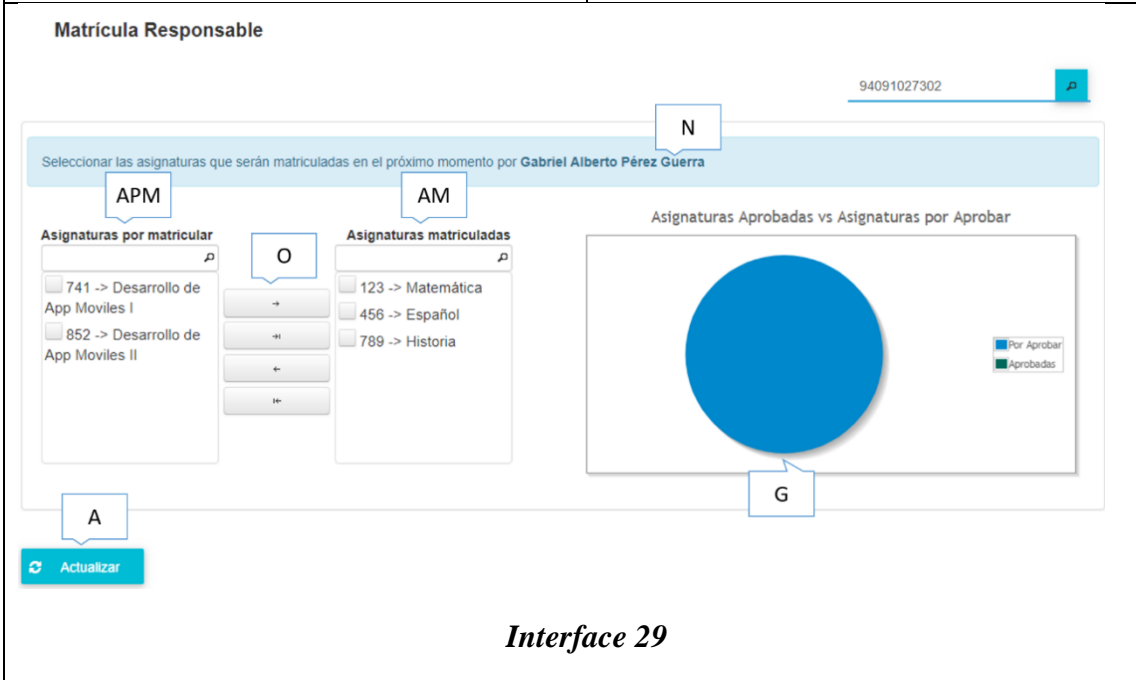 Matrícula Responsable
94091027302
N
Seleccionar las asignaturas que serán matriculadas en el próximo momento por Gabriel Alberto Pérez Guerra
APM
AM
Asignaturas por matricular
O
Asignaturas matriculadas
741 -> Desarrollo de
App Moviles I
852 -> Desarrollo de
App Moviles II
123 -> Matemática
456 -> Español
789 -> Historia
Asignaturas Aprobadas vs Asignaturas por Aprobar
Por Aprobar
Aprobadas
G
A
Actualizar
Interface 29